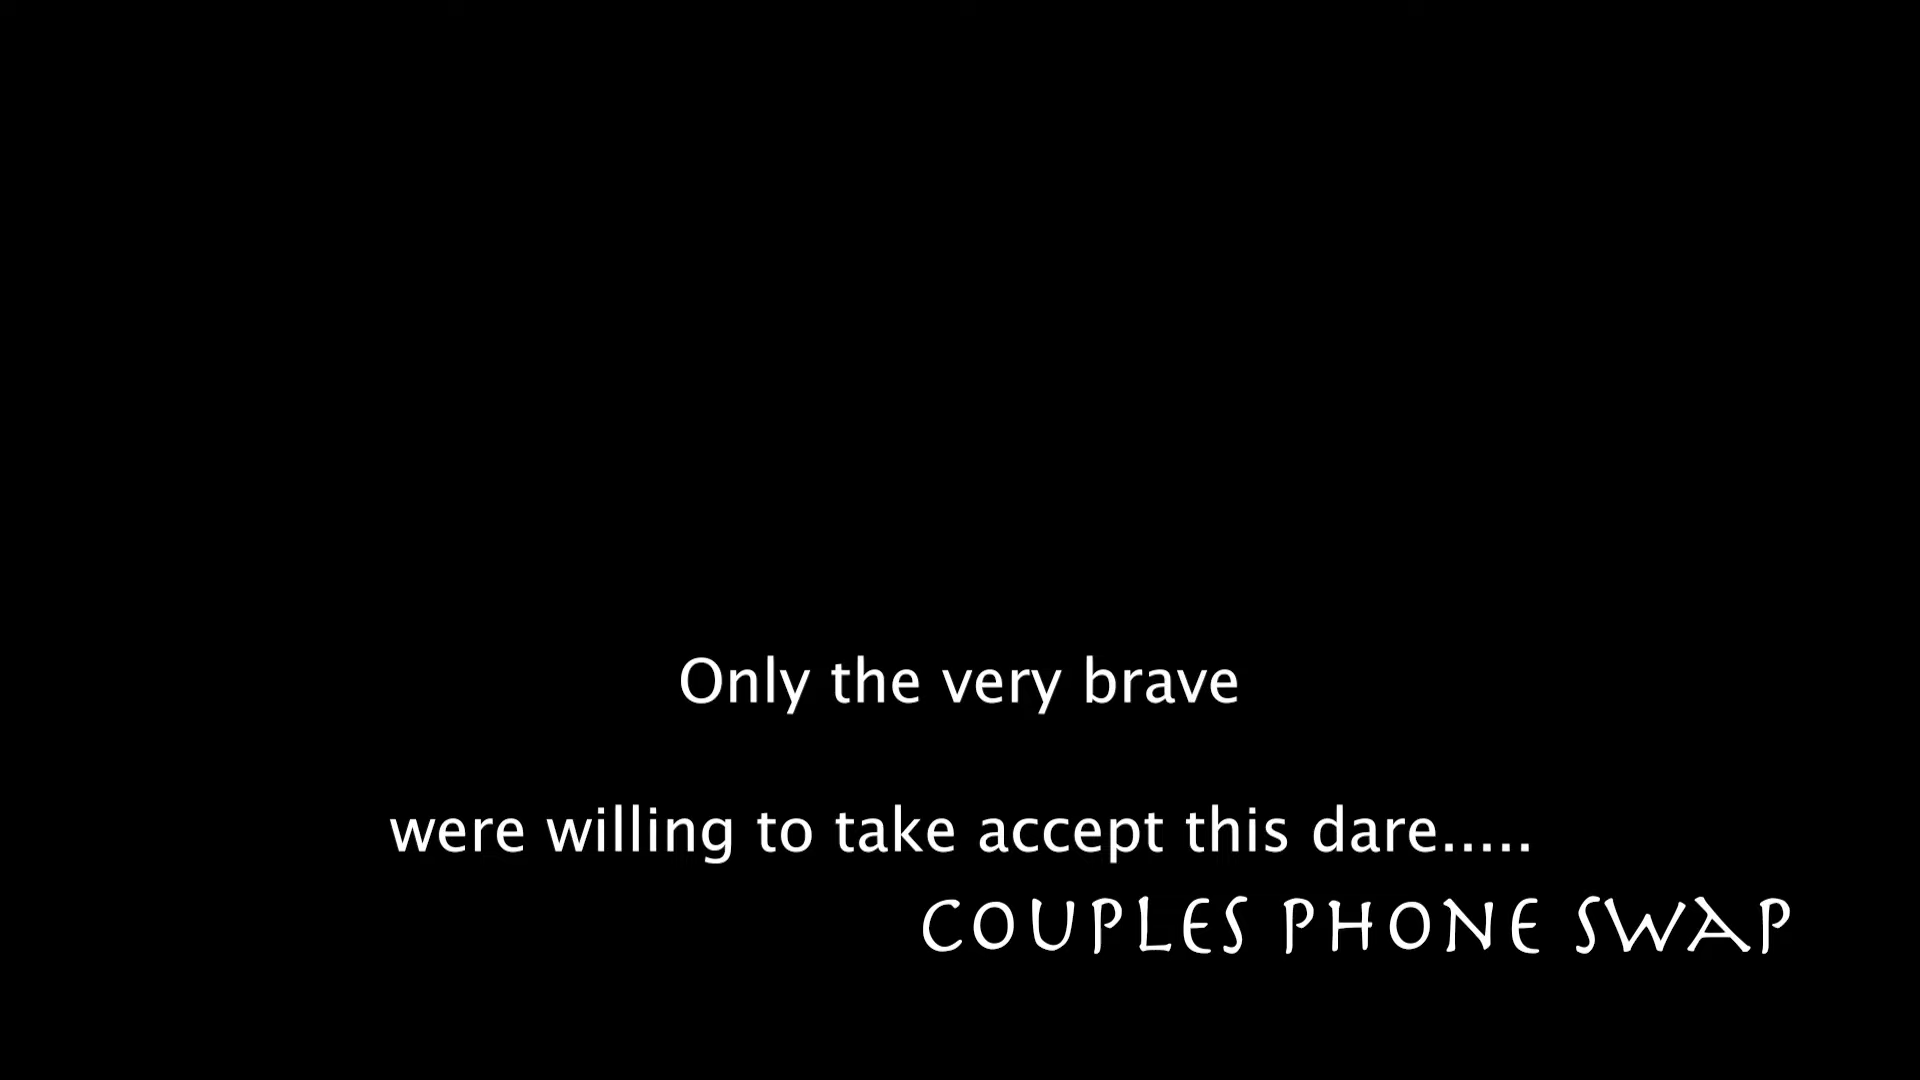 Only the very brave
were willing to take accept this dare.....
COUPLES PHONE SWAP